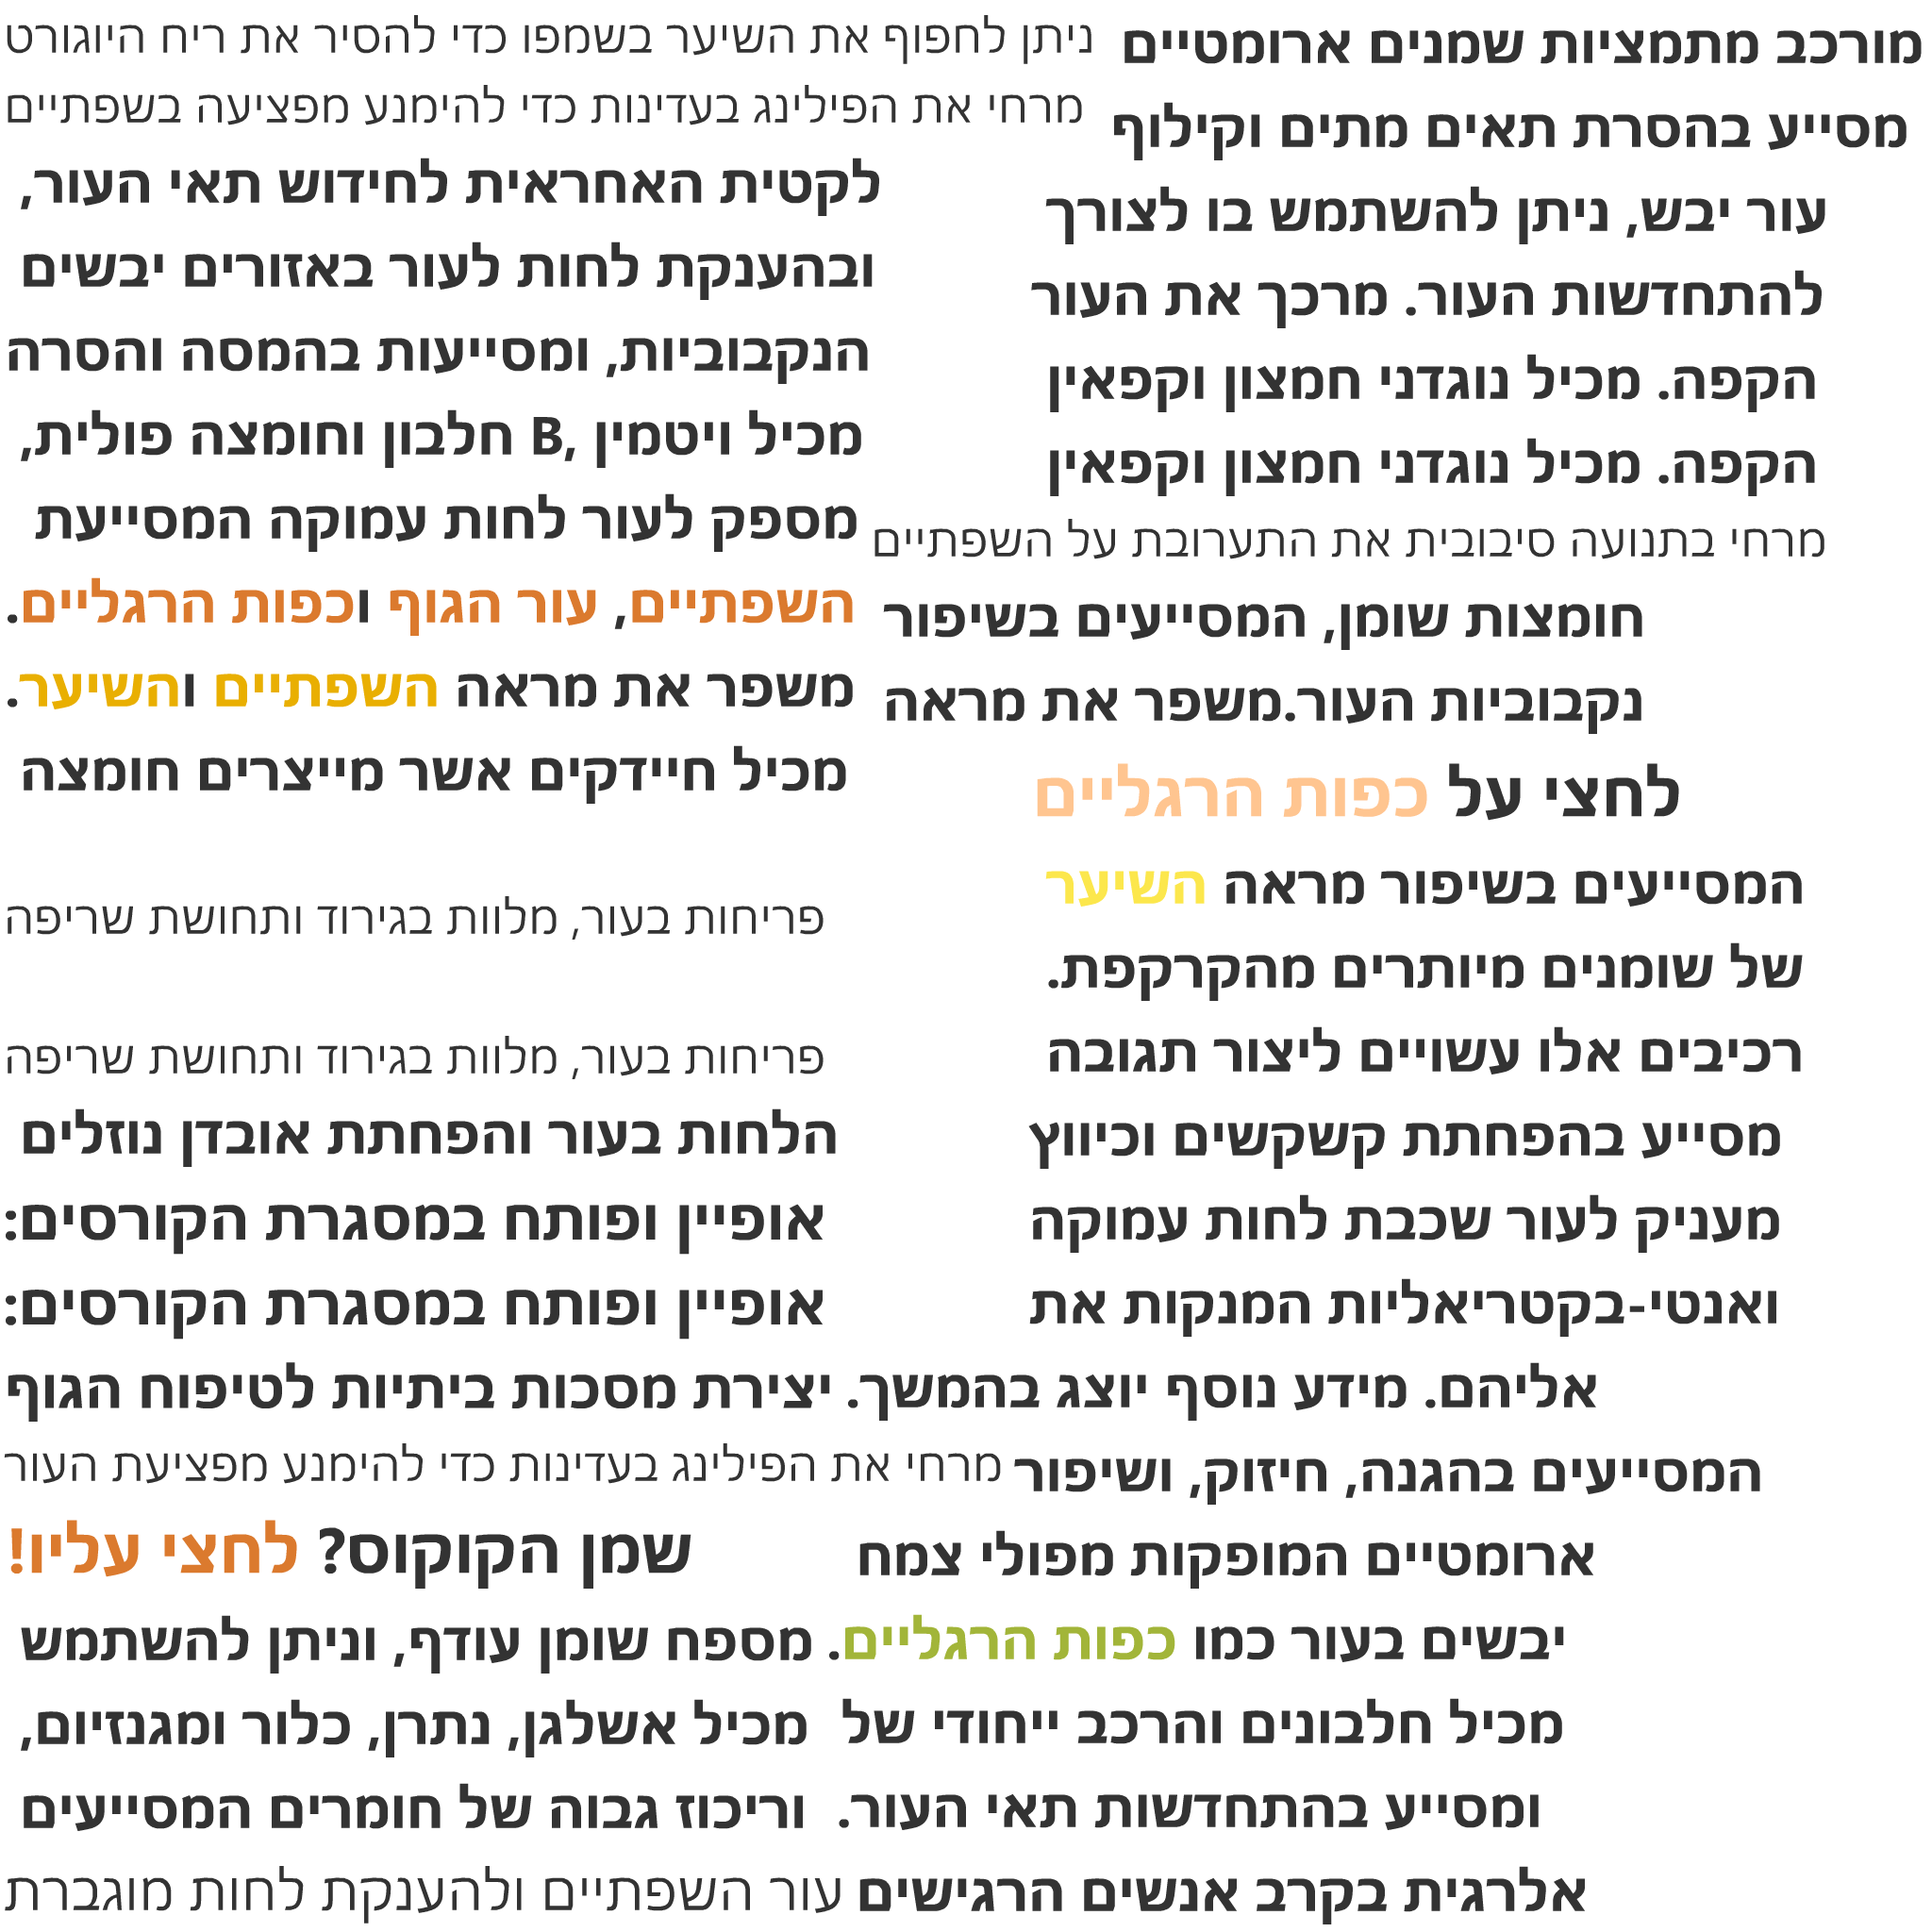 מורכב מתמציות שמנים ארומטיים
מסייע בהסרת תאים מתים וקילוף
עור יבש, ניתן להשתמש בו לצורך
להתחדשות העור. מרכך את העור
הקפה. מכיל נוגדני חמצון וקפאין
הקפה. מכיל נוגדני חמצון וקפאין
מרחי בתנועה סיבובית את התערובת על השפתיים
חומצות שומן, המסייעים בשיפור
נקבוביות העור.משפר את מראה
לחצי על כפות הרגליים
המסייעים בשיפור מראה השיער
של שומנים מיותרים מהקרקפת.
רכיבים אלו עשויים ליצור תגובה
מסייע בהפחתת קשקשים וכיווץ
מעניק לעור שכבת לחות עמוקה
ואנטי-בקטריאליות המנקות את
אליהם. מידע נוסף יוצג בהמשך.
המסייעים בהגנה, חיזוק, ושיפור
ארומטיים המופקות מפולי צמח
יבשים בעור כמו כפות הרגליים.
מכיל חלבונים והרכב ייחודי של
ומסייע בהתחדשות תאי העור.
אלרגית בקרב אנשים הרגישים
ניתן לחפוף את השיער בשמפו כדי להסיר את ריח היוגורט
מרחי את הפילינג בעדינות כדי להימנע מפציעה בשפתיים
לקטית האחראית לחידוש תאי העור,
ובהענקת לחות לעור באזורים יבשים
הנקבוביות, ומסייעות בהמסה והסרה
מכיל ויטמין B, חלבון וחומצה פולית,
מספק לעור לחות עמוקה המסייעת
השפתיים, עור הגוף וכפות הרגליים.
משפר את מראה השפתיים והשיער.
מכיל חיידקים אשר מייצרים חומצה
פריחות בעור, מלוות בגירוד ותחושת שריפה
פריחות בעור, מלוות בגירוד ותחושת שריפה
הלחות בעור והפחתת אובדן נוזלים
אופיין ופותח במסגרת הקורסים:
אופיין ופותח במסגרת הקורסים:
יצירת מסכות ביתיות לטיפוח הגוף
מרחי את הפילינג בעדינות כדי להימנע מפציעת העור
שמן הקוקוס? לחצי עליו!
מספח שומן עודף, וניתן להשתמש
מכיל אשלגן, נתרן, כלור ומגנזיום,
וריכוז גבוה של חומרים המסייעים
עור השפתיים ולהענקת לחות מוגברת